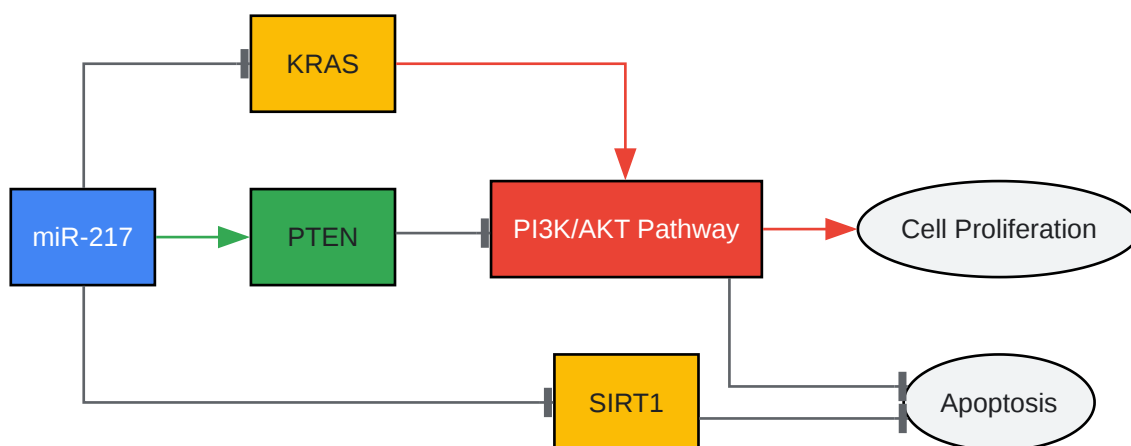 KRAS
miR-217
PTEN
PI3K/AKT Pathway
Cell Proliferation
SIRT1
Apoptosis